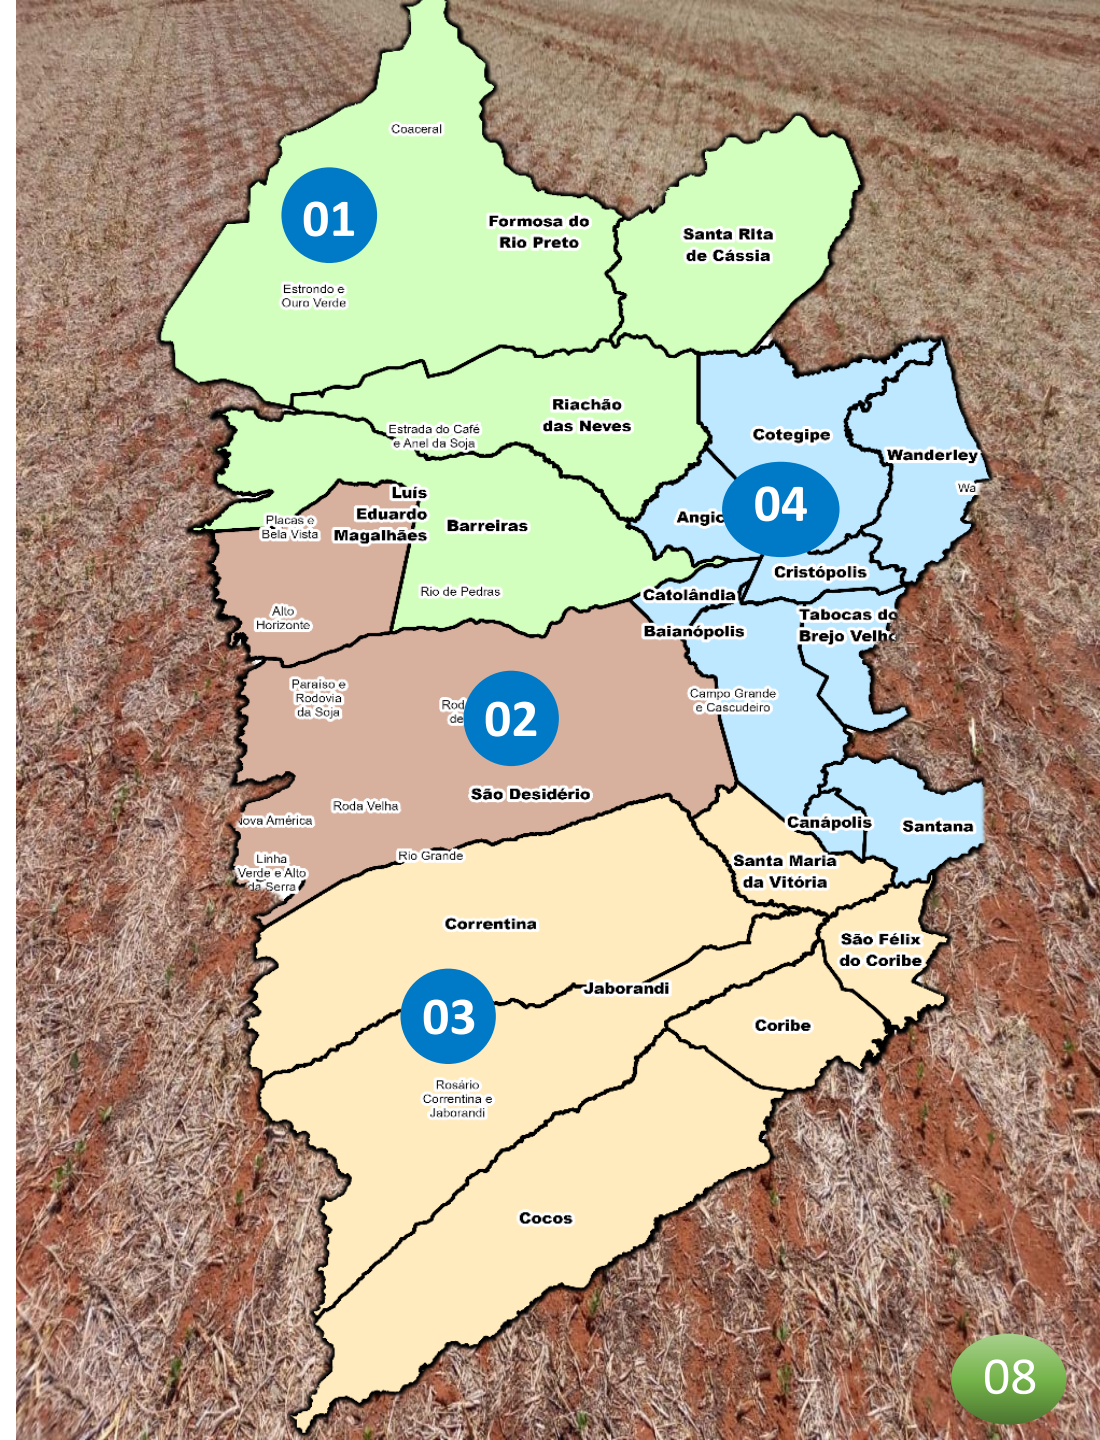 Coaceral
01
Formosa do
Rio Preto
Santa Rita
de Cássia
Estrondo e
Ouro Verde
Riachão
das Neves
Estrada do Café
e Anel da Soja
Cotegipe
Wanderley
Wa
Luís
Eduardo
Magalhães
Placas e
Bela Vista
Barreiras
Angic
04
Cristópolis
Rio de Pedras
Catolândia
Alto
Horizonte
Baianópolis
Tabocas do
Brejo Velho
Paraíso e
Rodovia
da Soja
Rod
de
02
Campo Grande
e Cascudeiro
São Desidério
Roda Velha
Nova América
Canápolis
Santana
Linha
Verde e Alto
da Serra
Rio Grande
Santa Maria
da Vitória
Correntina
São Félix
do Coribe
Jaborandi
03
Coribe
Rosário
Correntina e
Jaborandi
Cocos
08